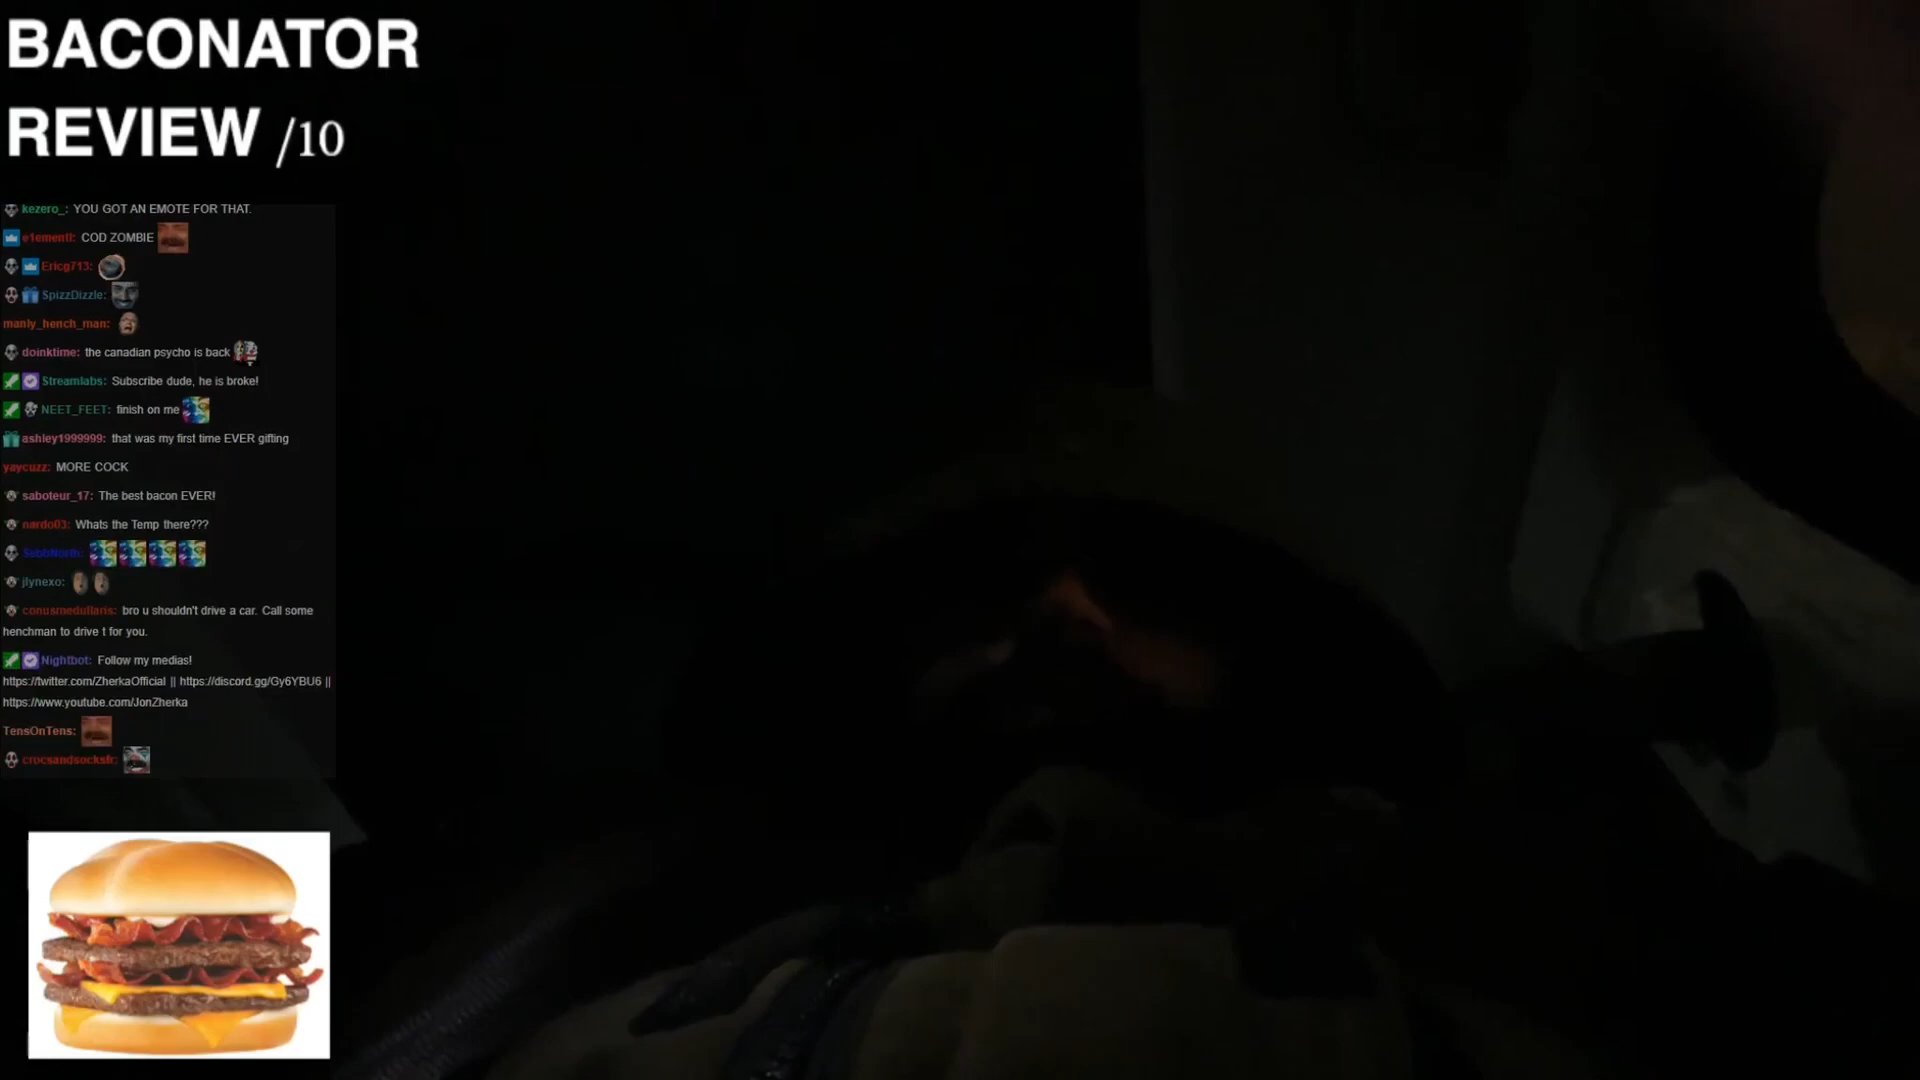 BACONATOR
REVIEW /10
kezero_: YOU GOT AN EMOTE FOR THAT.
e1ementl: COD ZOMBIE
Ericg713:
SpizzDizzle:
manly_hench_man:
doinktime: the canadian psycho is back
Streamlabs: Subscribe dude, he is broke!
NEET_FEET: finish on me
ashley1999999: that was my first time EVER gifting
yaycuzz: MORE COCK
saboteur_17: The best bacon EVER!
nardo03: Whats the Temp there???
SebbNorth:
jlynexo:
conusmedullaris: bro u shouldn't drive a car. Call some
henchman to drive t for you.
Nightbot: Follow my medias!
https://twitter.com/ZherkaOfficial || https://discord.gg/Gy6YBU6 ||
https://www.youtube.com/JonZherka
TensOnTens:
crocsandsocksfr: